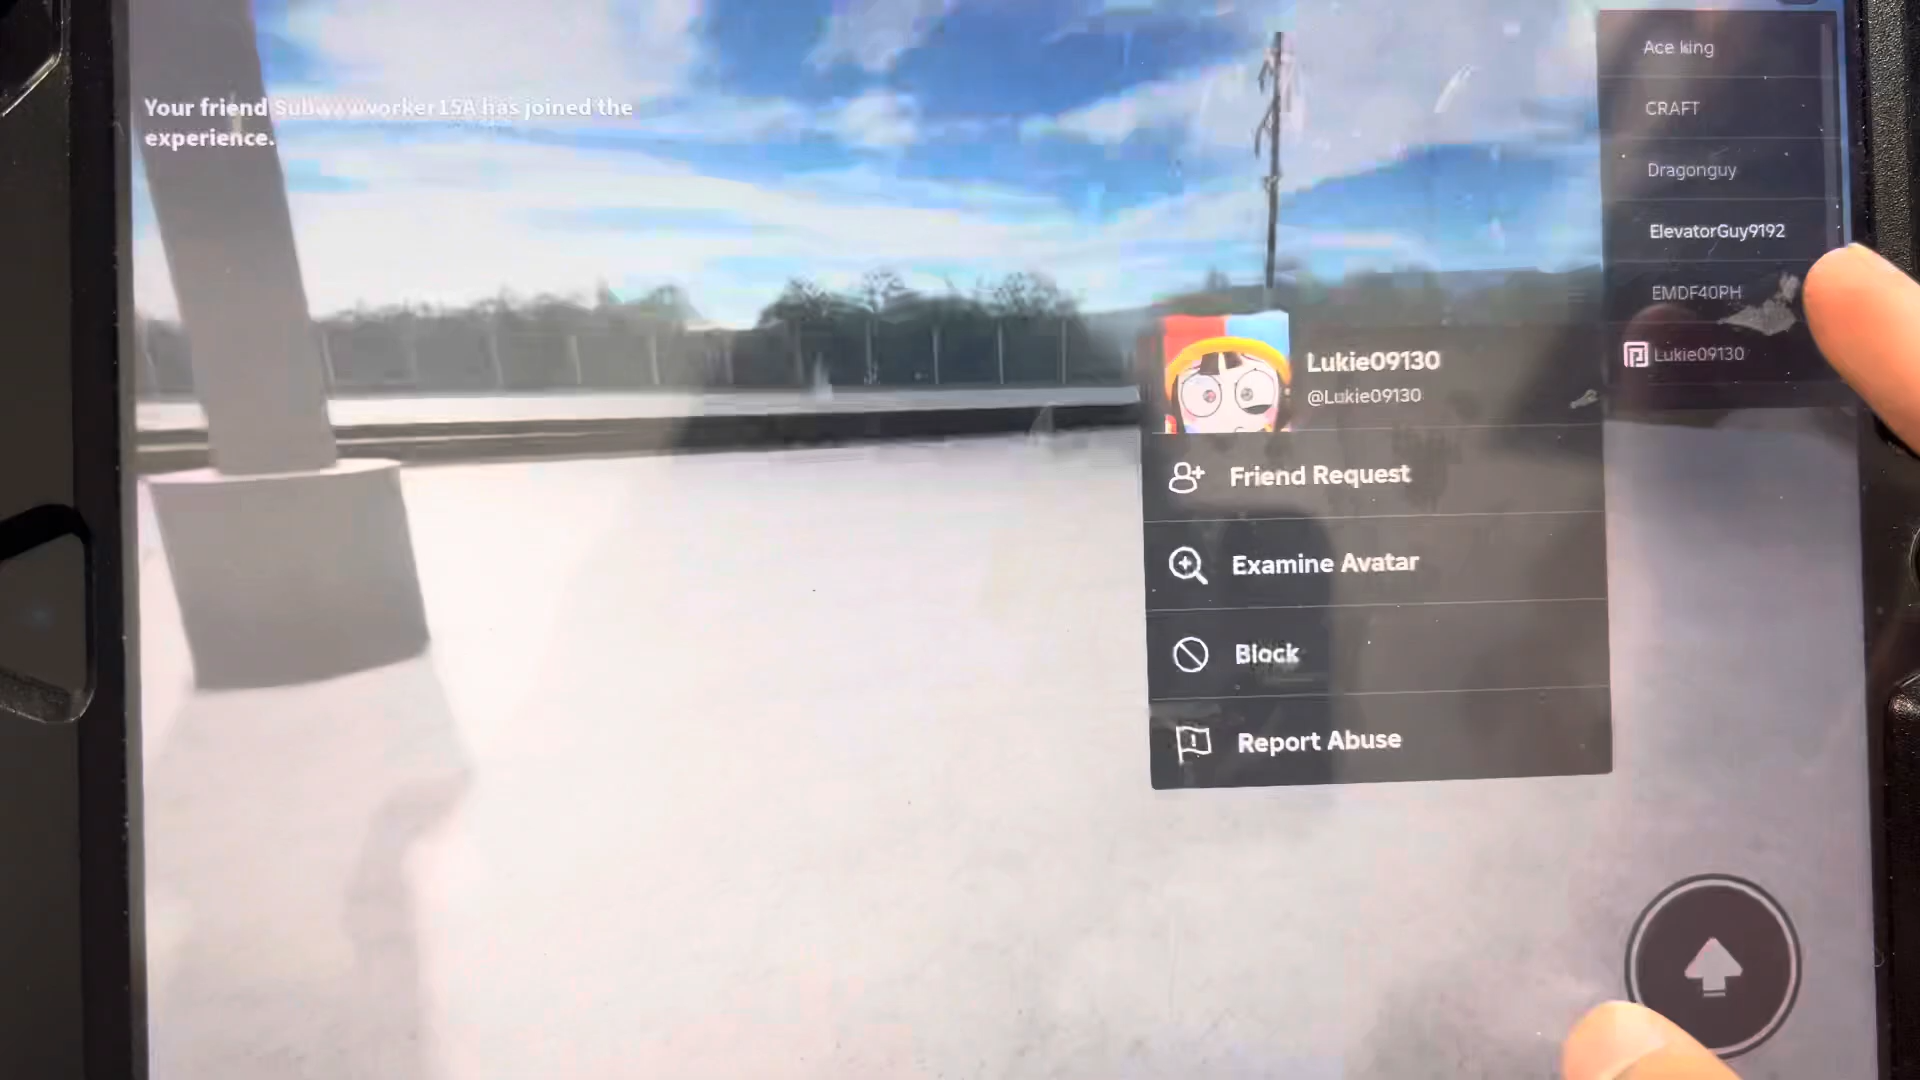 Your friend Subwayworker15A has joined the
experience.
Ace king
CRAFT
Dragonguy
ElevatorGuy9192
EMDF40PH
Lukie09130
Lukie09130
@Lukie09130
Friend Request
Examine Avatar
Block
Report Abuse